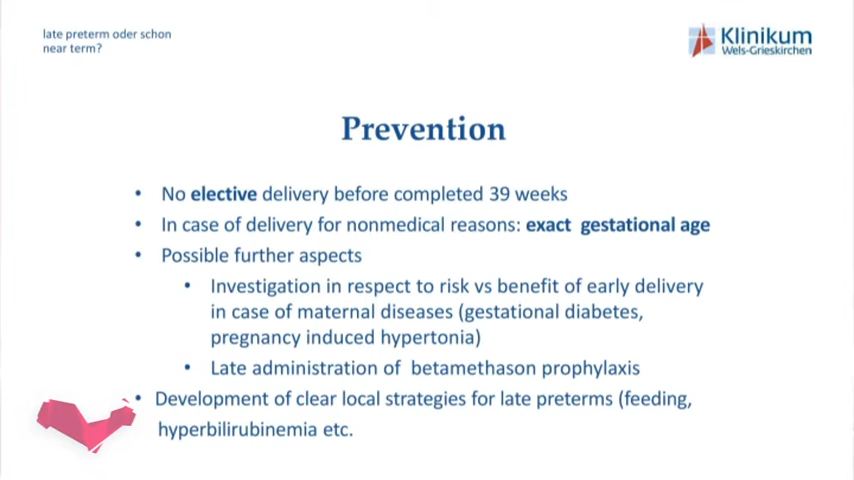 late preterm oder schon
near term?
Klinikum
Wels-Grieskirchen
Prevention
• No elective delivery before completed 39 weeks
• In case of delivery for nonmedical reasons: exact gestational age
• Possible further aspects
• Investigation in respect to risk vs benefit of early delivery
in case of maternal diseases (gestational diabetes,
pregnancy induced hypertonia)
• Late administration of betamethason prophylaxis
• Development of clear local strategies for late preterms (feeding,
hyperbilirubinemia etc.